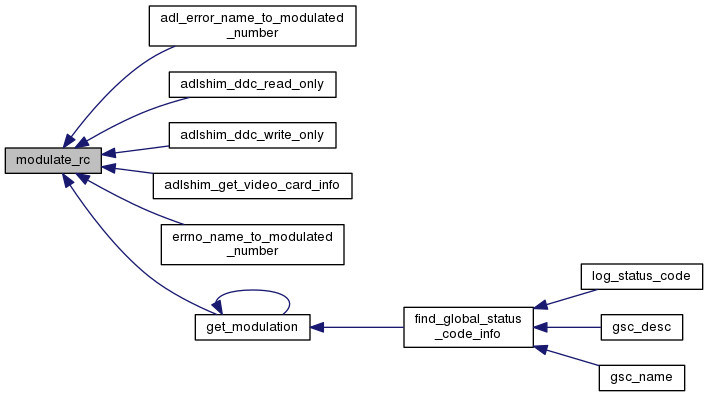 adl_error_name_to_modulated
_number
adlshim_ddc_read_only
adlshim_ddc_write_only
modulate_rc
adlshim_get_video_card_info
errno_name_to_modulated
_number
get_modulation
find_global_status
_code_info
log_status_code
gsc_desc
gsc_name